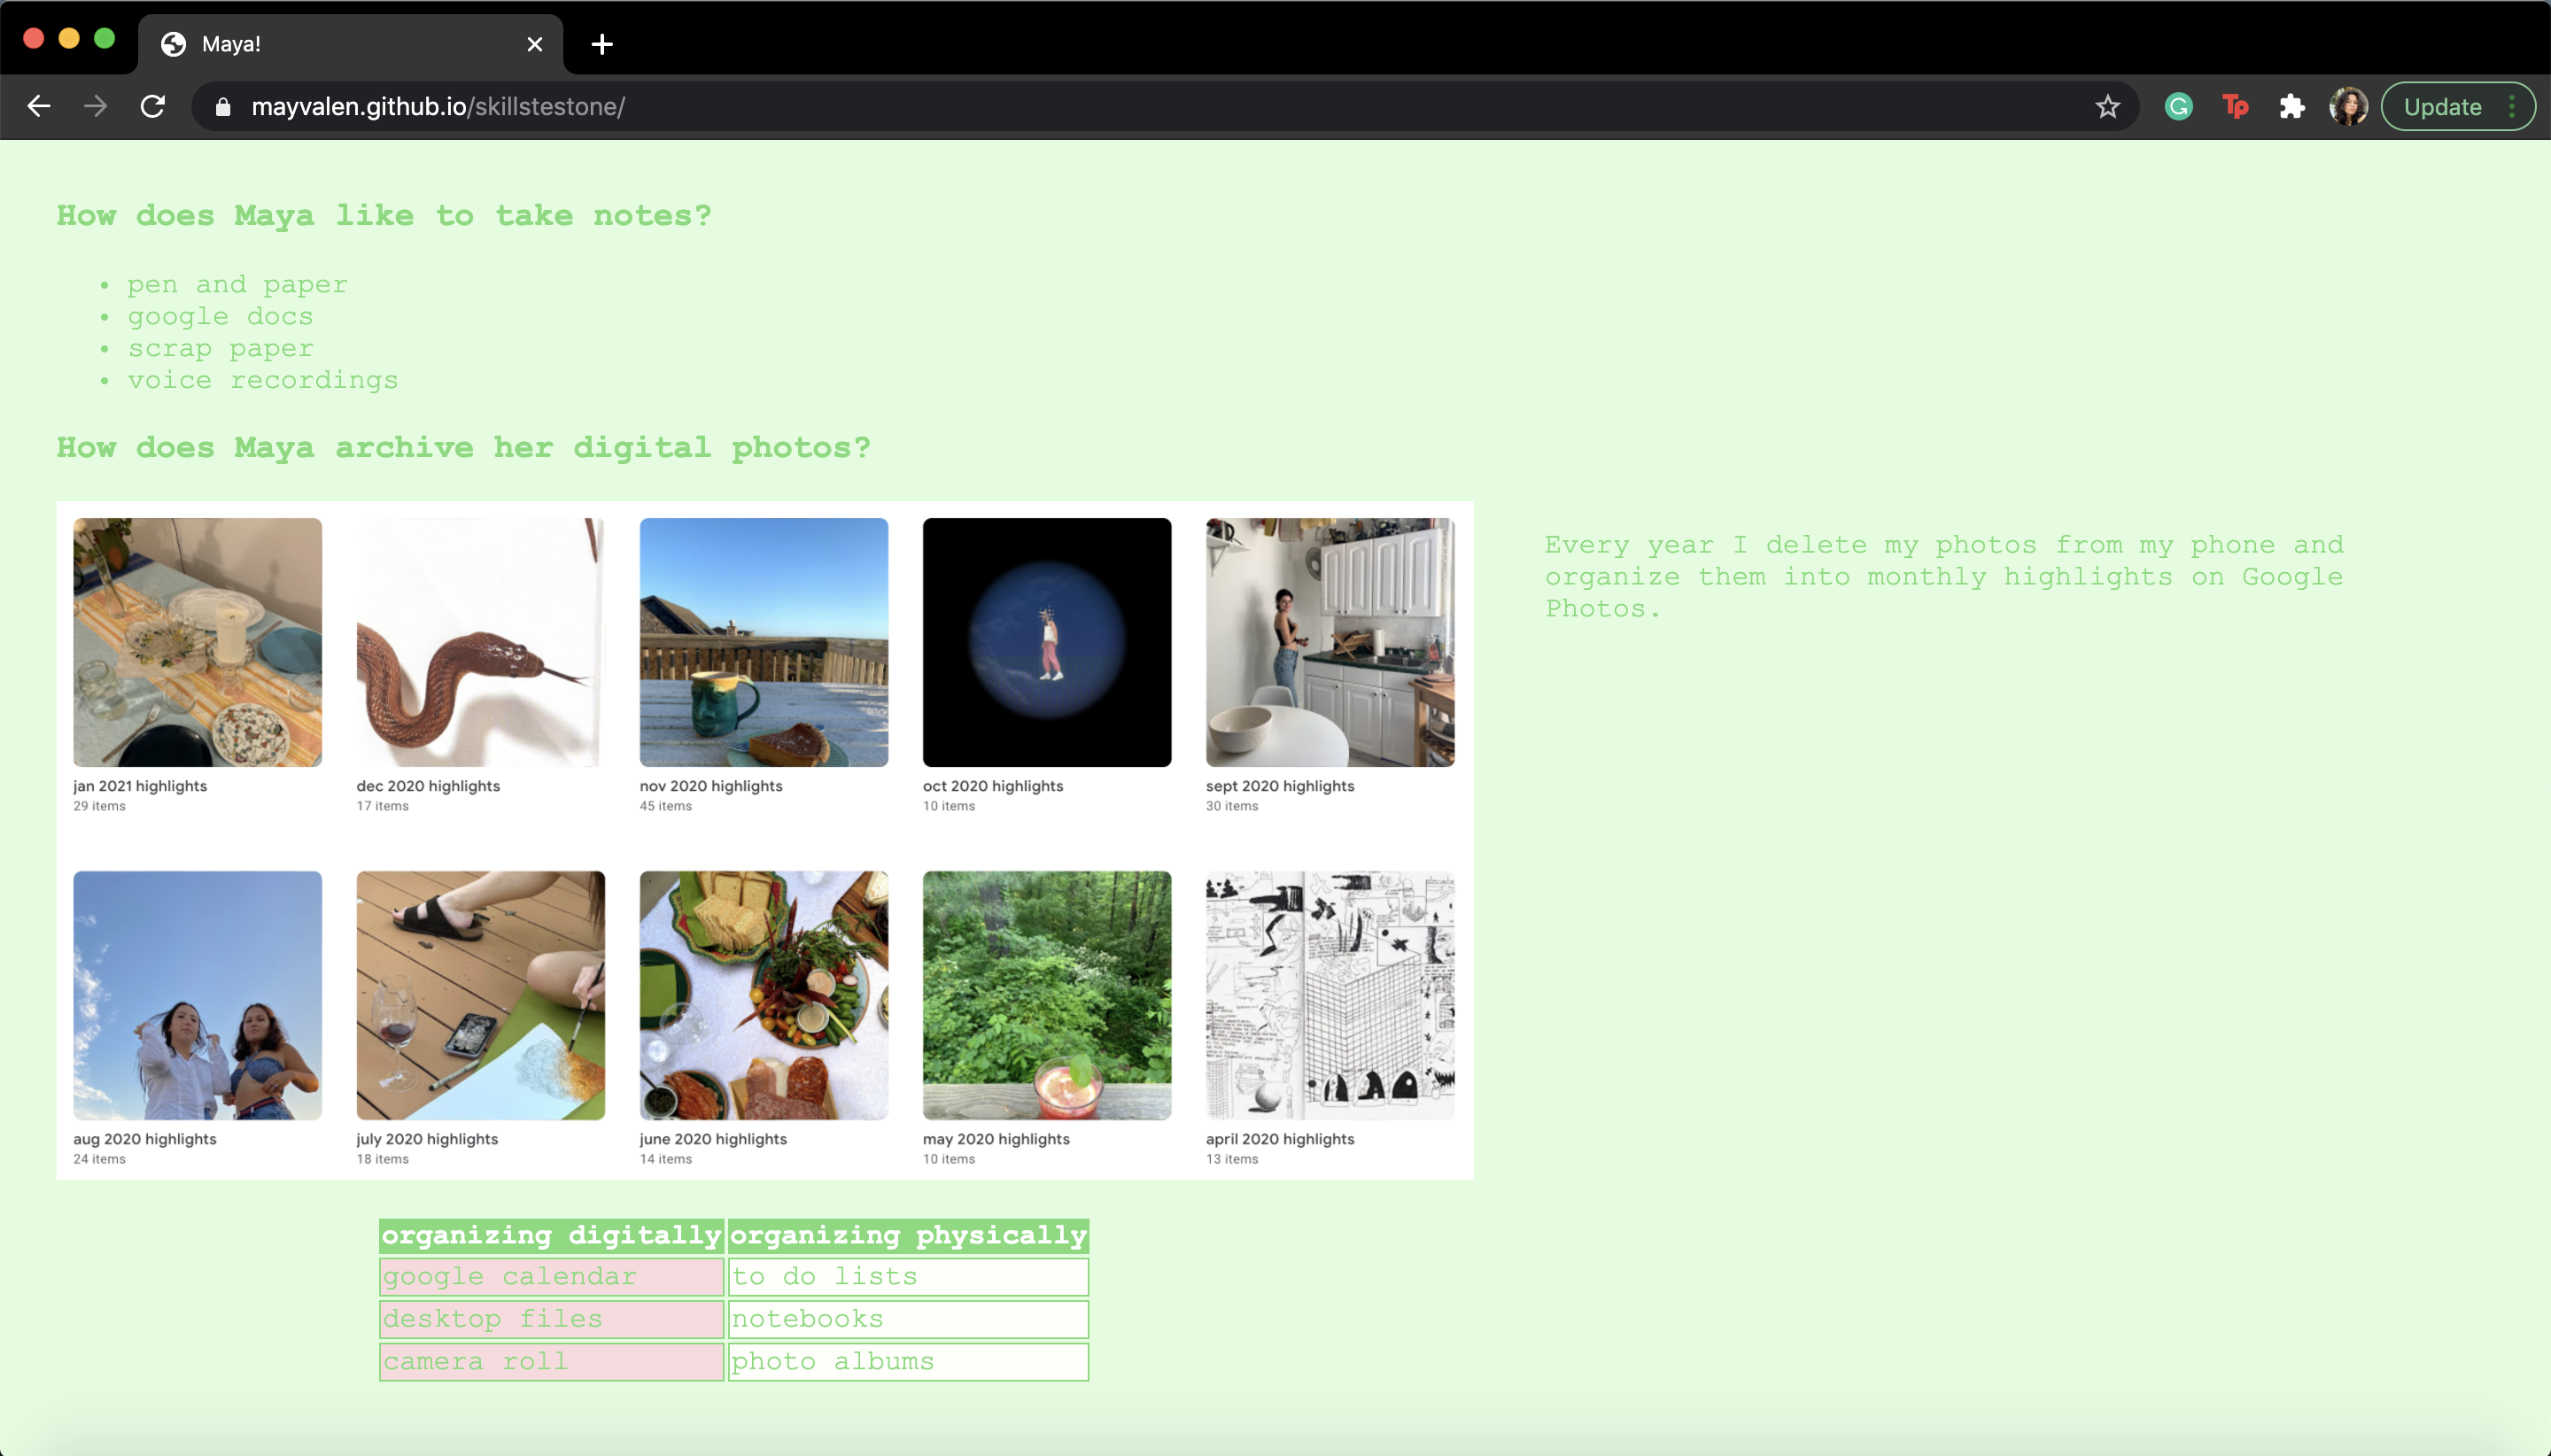 Maya!
mayvalen.github.io/skillstestone/
Update
How does Maya like to take notes?
• pen and paper
• google docs
• scrap paper
• voice recordings
How does Maya archive her digital photos?
Every year I delete my photos from my phone and
organize them into monthly highlights on Google
Photos.
jan 2021 highlights
29 items
dec 2020 highlights
17 items
nov 2020 highlights
45 items
oct 2020 highlights
10 items
sept 2020 highlights
30 items
aug 2020 highlights
24 items
july 2020 highlights
18 items
june 2020 highlights
14 items
may 2020 highlights
10 items
april 2020 highlights
13 items
organizing digitally organizing physically
google calendar to do lists
desktop files notebooks
camera roll photo albums